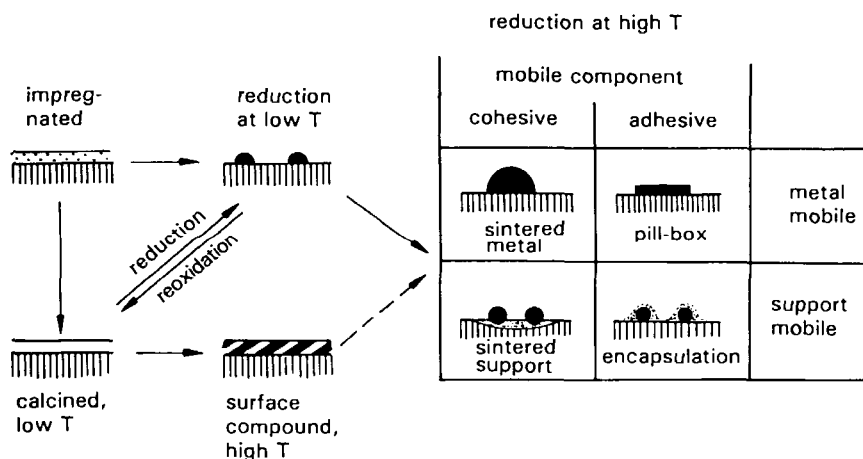 reduction at high T
mobile component
cohesive
adhesive
impreg-
nated
reduction
at low T
sintered
metal
pill-box
metal
mobile
reduction
reoxidation
sintered
support
encapsulation
support
mobile
calcined,
low T
surface
compound,
high T